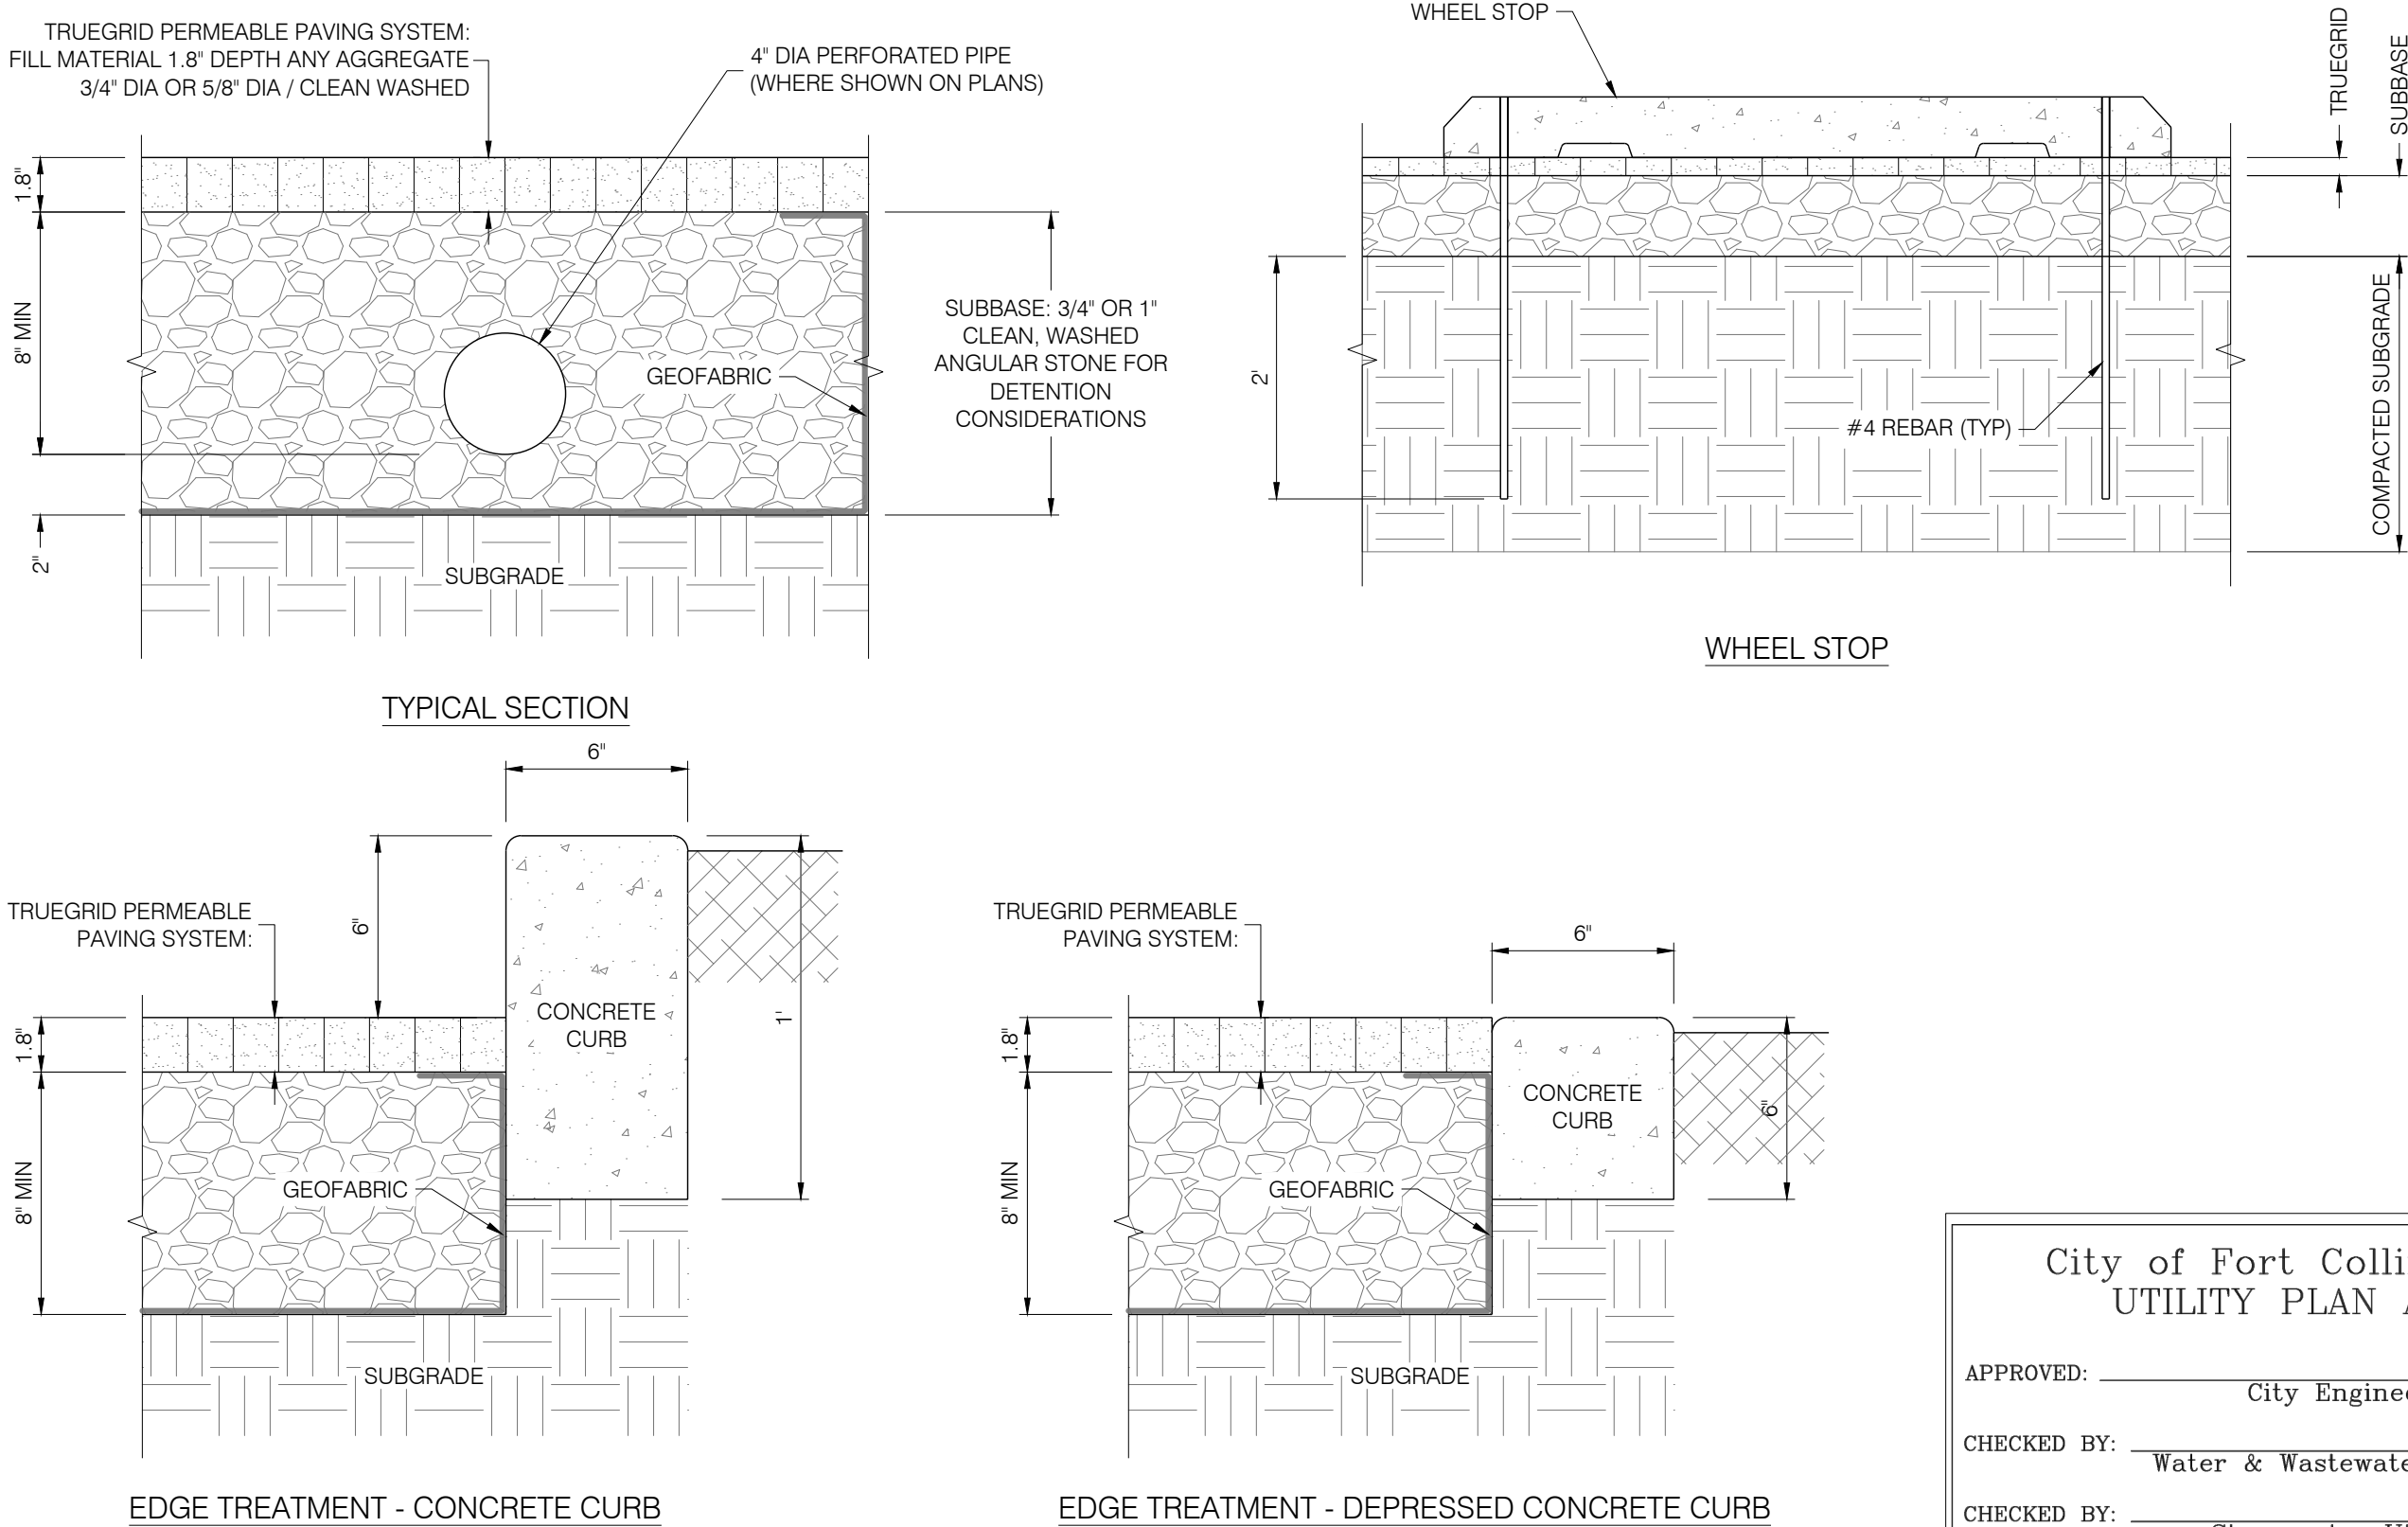 TRUEGRID PERMEABLE PAVING SYSTEM:
FILL MATERIAL 1.8" DEPTH ANY AGGREGATE
3/4" DIA OR 5/8" DIA / CLEAN WASHED
4" DIA PERFORATED PIPE
(WHERE SHOWN ON PLANS)
1.8"
8" MIN
2"
GEOFABRIC
SUBBASE: 3/4" OR 1"
CLEAN, WASHED
ANGULAR STONE FOR
DETENTION
CONSIDERATIONS
SUBGRADE
TYPICAL SECTION
WHEEL STOP
TRUEGRID
SUBBASE
2'
#4 REBAR (TYP)
COMPACTED SUBGRADE
WHEEL STOP
6"
6"
TRUEGRID PERMEABLE
PAVING SYSTEM:
1'
CONCRETE
CURB
1.8"
8" MIN
GEOFABRIC
SUBGRADE
EDGE TREATMENT - CONCRETE CURB
TRUEGRID PERMEABLE
PAVING SYSTEM:
6"
1.8"
CONCRETE
CURB
6"
8" MIN
GEOFABRIC
SUBGRADE
EDGE TREATMENT - DEPRESSED CONCRETE CURB
City of Fort Colli
UTILITY PLAN A
APPROVED:
City Enginee
CHECKED BY:
Water & Wastewate
CHECKED BY: